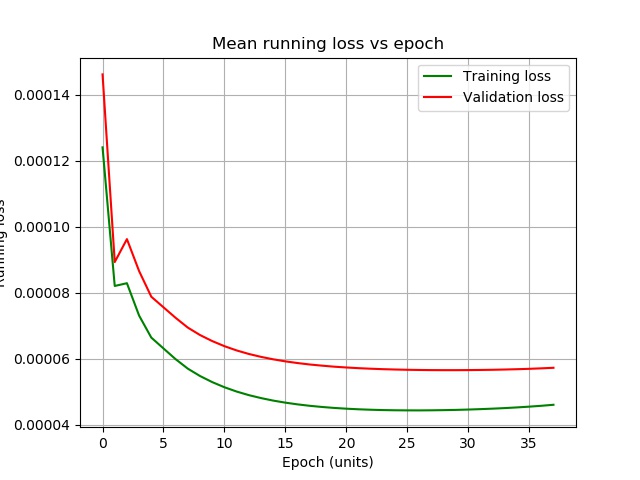 Mean running loss vs epoch
Training loss
Validation loss
0.00014
0.00012
0.00010
0.00008
0.00006
0.00004
Running loss
0 5 10 15 20 25 30 35
Epoch (units)